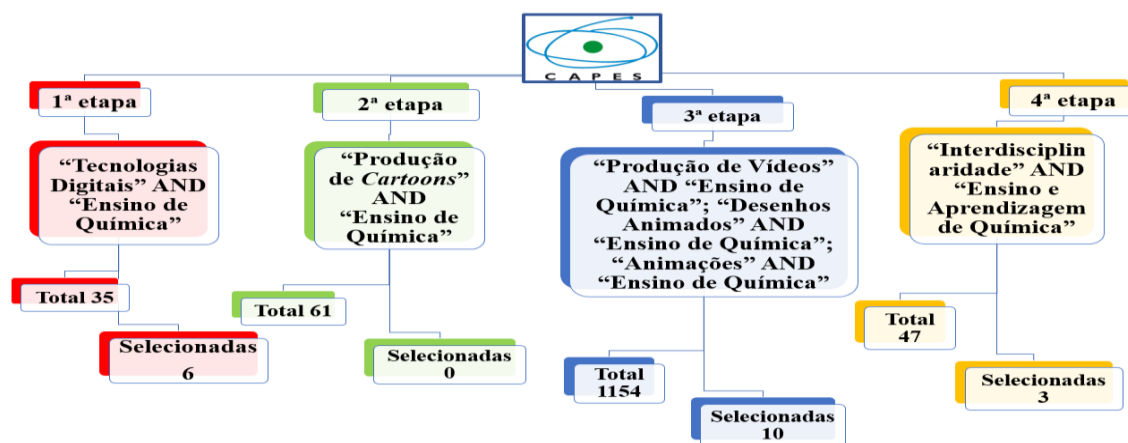 CAPES
1ª etapa
“Tecnologias
Digitais” AND
“Ensino de
Química”
Total 35
Selecionadas
6
2ª etapa
“Produção
de Cartoons”
AND
“Ensino de
Química”
Total 61
Selecionadas
0
3ª etapa
“Produção de Vídeos”
AND “Ensino de
Química”; “Desenhos
Animados” AND
“Ensino de Química”;
“Animações” AND
“Ensino de Química”
Total
1154
Selecionadas
10
4ª etapa
“Interdisciplin
aridade” AND
“Ensino e
Aprendizagem
de Química”
Total
47
Selecionadas
3